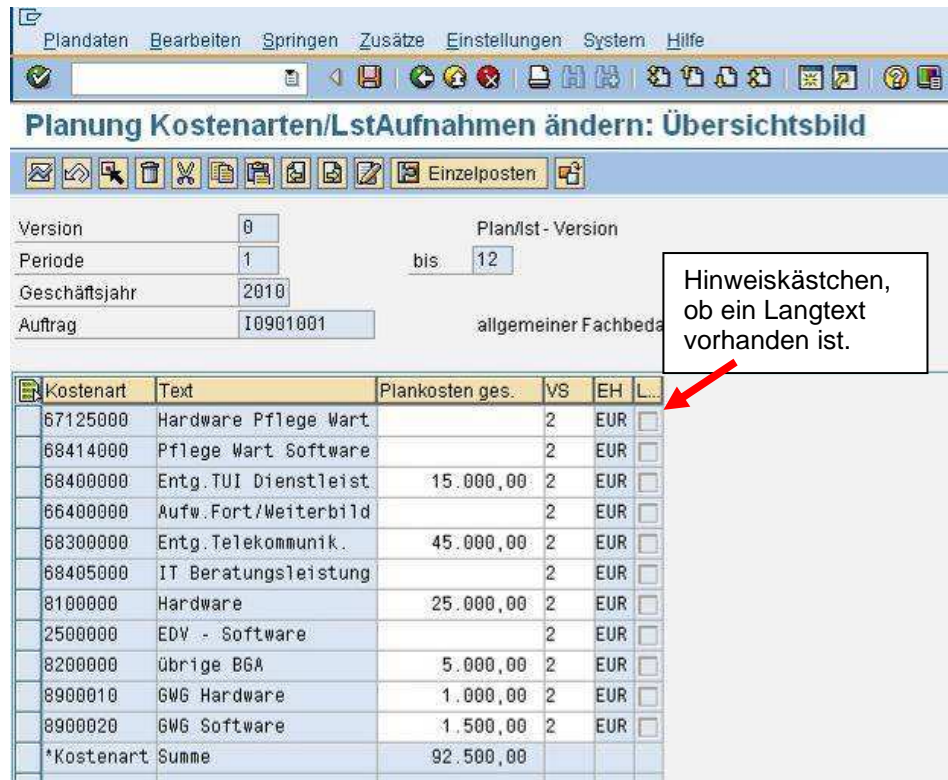 Plandaten Bearbeiten Springen Zusätze Einstellungen System Hilfe
Planung Kostenarten/LstAufnahmen ändern: Übersichtsbild
Einzelposten
Version 0 Plan/Ist - Version
Periode 1 bis 12
Geschäftsjahr 2010
Auftrag I0901001 allgemeiner Fachbeda
Hinweiskästchen,
ob ein Langtext
vorhanden ist.
Kostenart Text Plankosten ges. VS EH L...
67125000 Hardware Pflege Wart 2 EUR
68414000 Pflege Wart Software 2 EUR
68400000 Entg.TUI Dienstleist 15.000,00 2 EUR
66400000 Aufw.Fort/Weiterbild 2 EUR
68300000 Entg.Telekommunik. 45.000,00 2 EUR
68405000 IT Beratungsleistung 2 EUR
8100000 Hardware 25.000,00 2 EUR
2500000 EDV - Software 2 EUR
8200000 übrige BGA 5.000,00 2 EUR
8900010 GWG Hardware 1.000,00 2 EUR
8900020 GWG Software 1.500,00 2 EUR
*Kostenart Summe 92.500,00